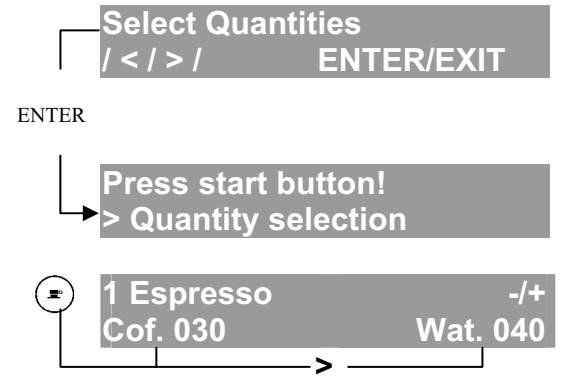 Select Quantities
/ < / > / ENTER/EXIT
ENTER
Press start button!
> Quantity selection
1 Espresso -/+
Cof. 030 Wat. 040
>